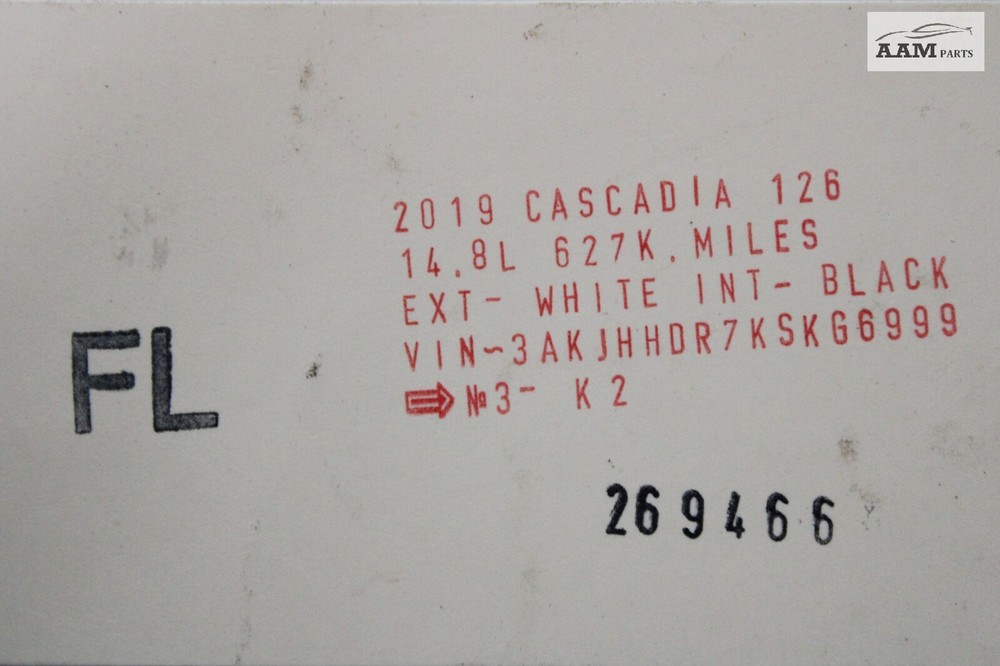 AAM PARTS
2019 CASCADIA 126
14.8L 627K.MILES
EXT- WHITE INT- BLACK
VIN~3AKJHHDR7KSKG6999
⇨ №3- K2
FL
269466